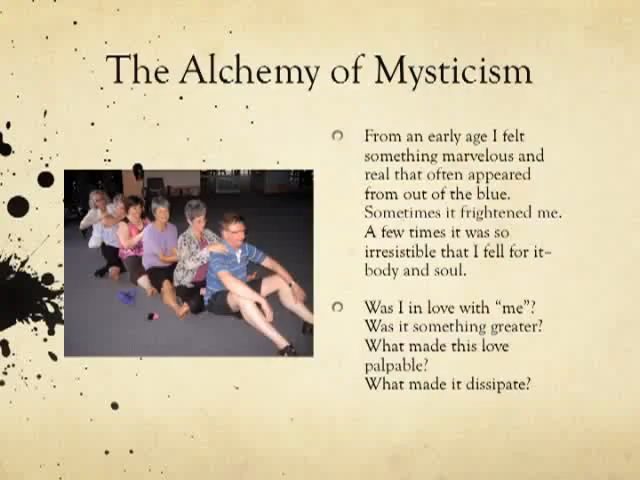 The Alchemy of Mysticism
From an early age I felt
something marvelous and
real that often appeared
from out of the blue.
Sometimes it frightened me.
A few times it was so
irresistible that I fell for it–
body and soul.
Was I in love with “me”?
Was it something greater?
What made this love
palpable?
What made it dissipate?